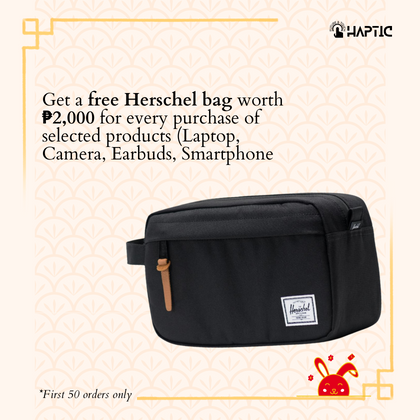 HAPTIC
Get a free Herschel bag worth
₱2,000 for every purchase of
selected products (Laptop,
Camera, Earbuds, Smartphone
Herschel
*First 50 orders only